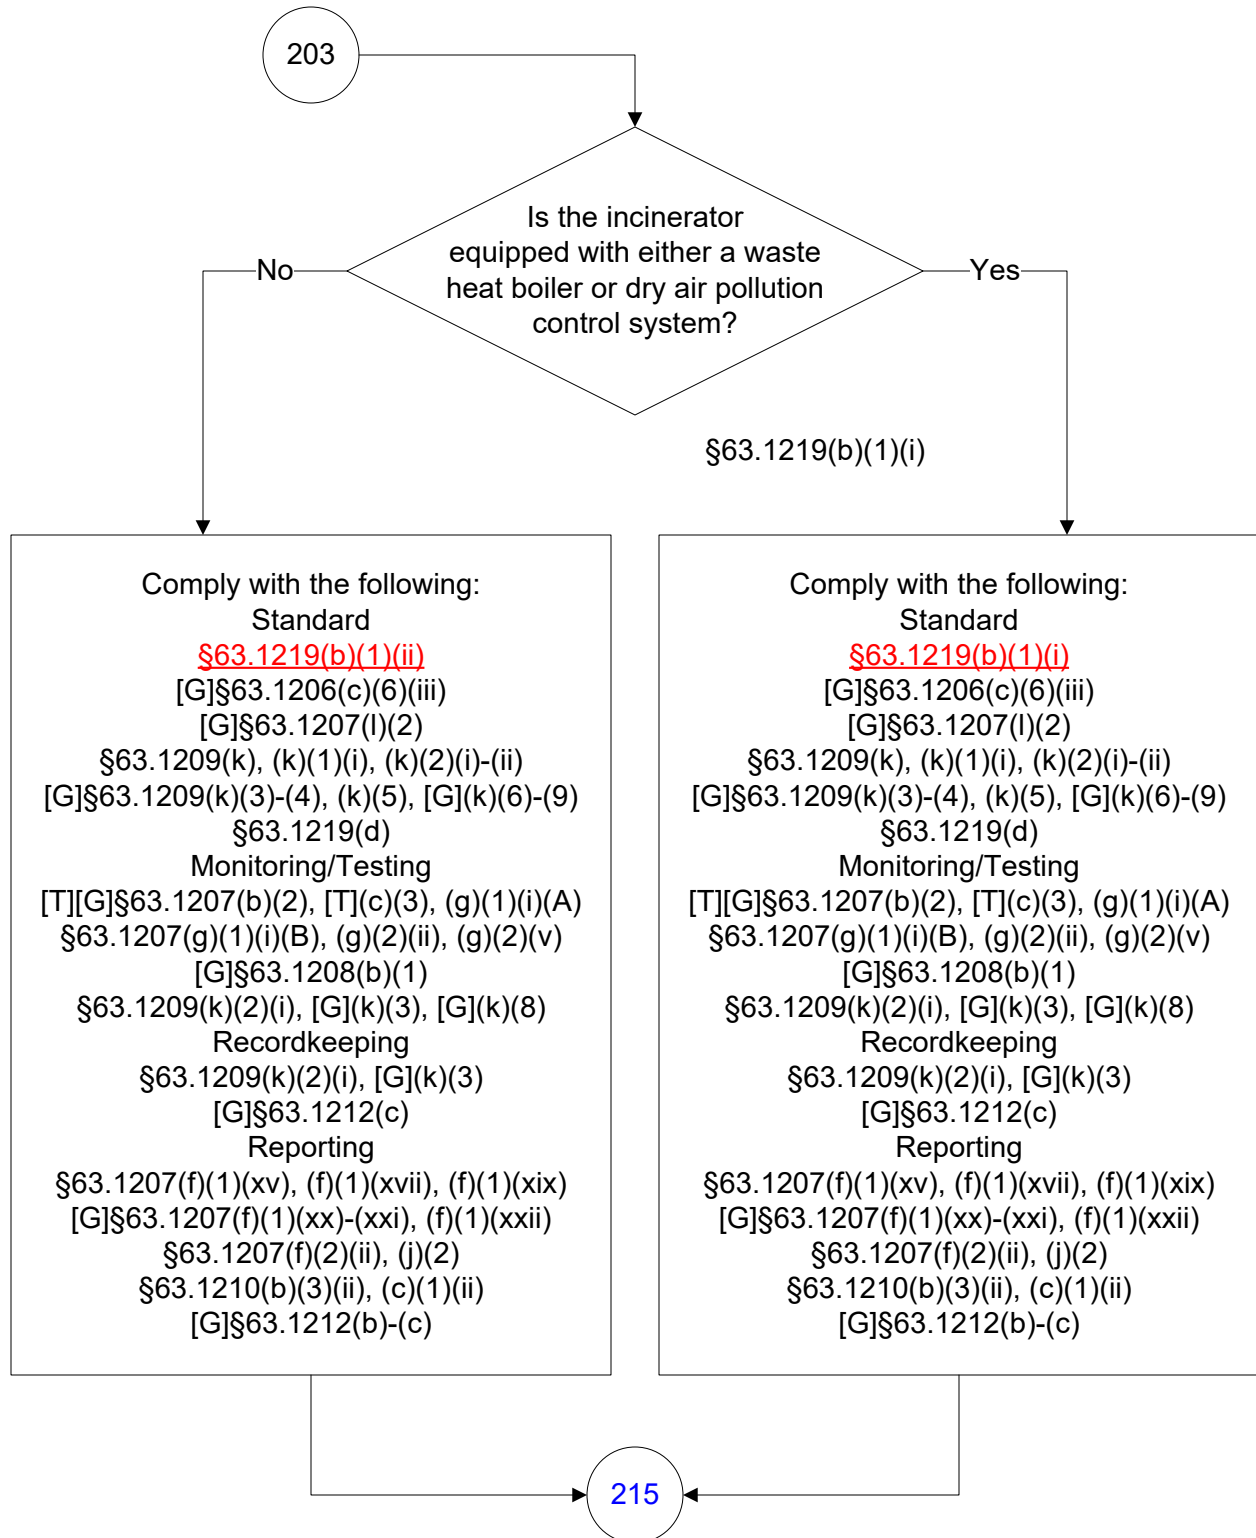 203
Is the incinerator
equipped with either a waste
heat boiler or dry air pollution
control system?
No
Yes
§63.1219(b)(1)(i)
Comply with the following:
Standard
§63.1219(b)(1)(ii)
[G]§63.1206(c)(6)(iii)
[G]§63.1207(l)(2)
§63.1209(k), (k)(1)(i), (k)(2)(i)-(ii)
[G]§63.1209(k)(3)-(4), (k)(5), [G](k)(6)-(9)
§63.1219(d)
Monitoring/Testing
[T][G]§63.1207(b)(2), [T](c)(3), (g)(1)(i)(A)
§63.1207(g)(1)(i)(B), (g)(2)(ii), (g)(2)(v)
[G]§63.1208(b)(1)
§63.1209(k)(2)(i), [G](k)(3), [G](k)(8)
Recordkeeping
§63.1209(k)(2)(i), [G](k)(3)
[G]§63.1212(c)
Reporting
§63.1207(f)(1)(xv), (f)(1)(xvii), (f)(1)(xix)
[G]§63.1207(f)(1)(xx)-(xxi), (f)(1)(xxii)
§63.1207(f)(2)(ii), (j)(2)
§63.1210(b)(3)(ii), (c)(1)(ii)
[G]§63.1212(b)-(c)
Comply with the following:
Standard
§63.1219(b)(1)(i)
[G]§63.1206(c)(6)(iii)
[G]§63.1207(l)(2)
§63.1209(k), (k)(1)(i), (k)(2)(i)-(ii)
[G]§63.1209(k)(3)-(4), (k)(5), [G](k)(6)-(9)
§63.1219(d)
Monitoring/Testing
[T][G]§63.1207(b)(2), [T](c)(3), (g)(1)(i)(A)
§63.1207(g)(1)(i)(B), (g)(2)(ii), (g)(2)(v)
[G]§63.1208(b)(1)
§63.1209(k)(2)(i), [G](k)(3), [G](k)(8)
Recordkeeping
§63.1209(k)(2)(i), [G](k)(3)
[G]§63.1212(c)
Reporting
§63.1207(f)(1)(xv), (f)(1)(xvii), (f)(1)(xix)
[G]§63.1207(f)(1)(xx)-(xxi), (f)(1)(xxii)
§63.1207(f)(2)(ii), (j)(2)
§63.1210(b)(3)(ii), (c)(1)(ii)
[G]§63.1212(b)-(c)
215